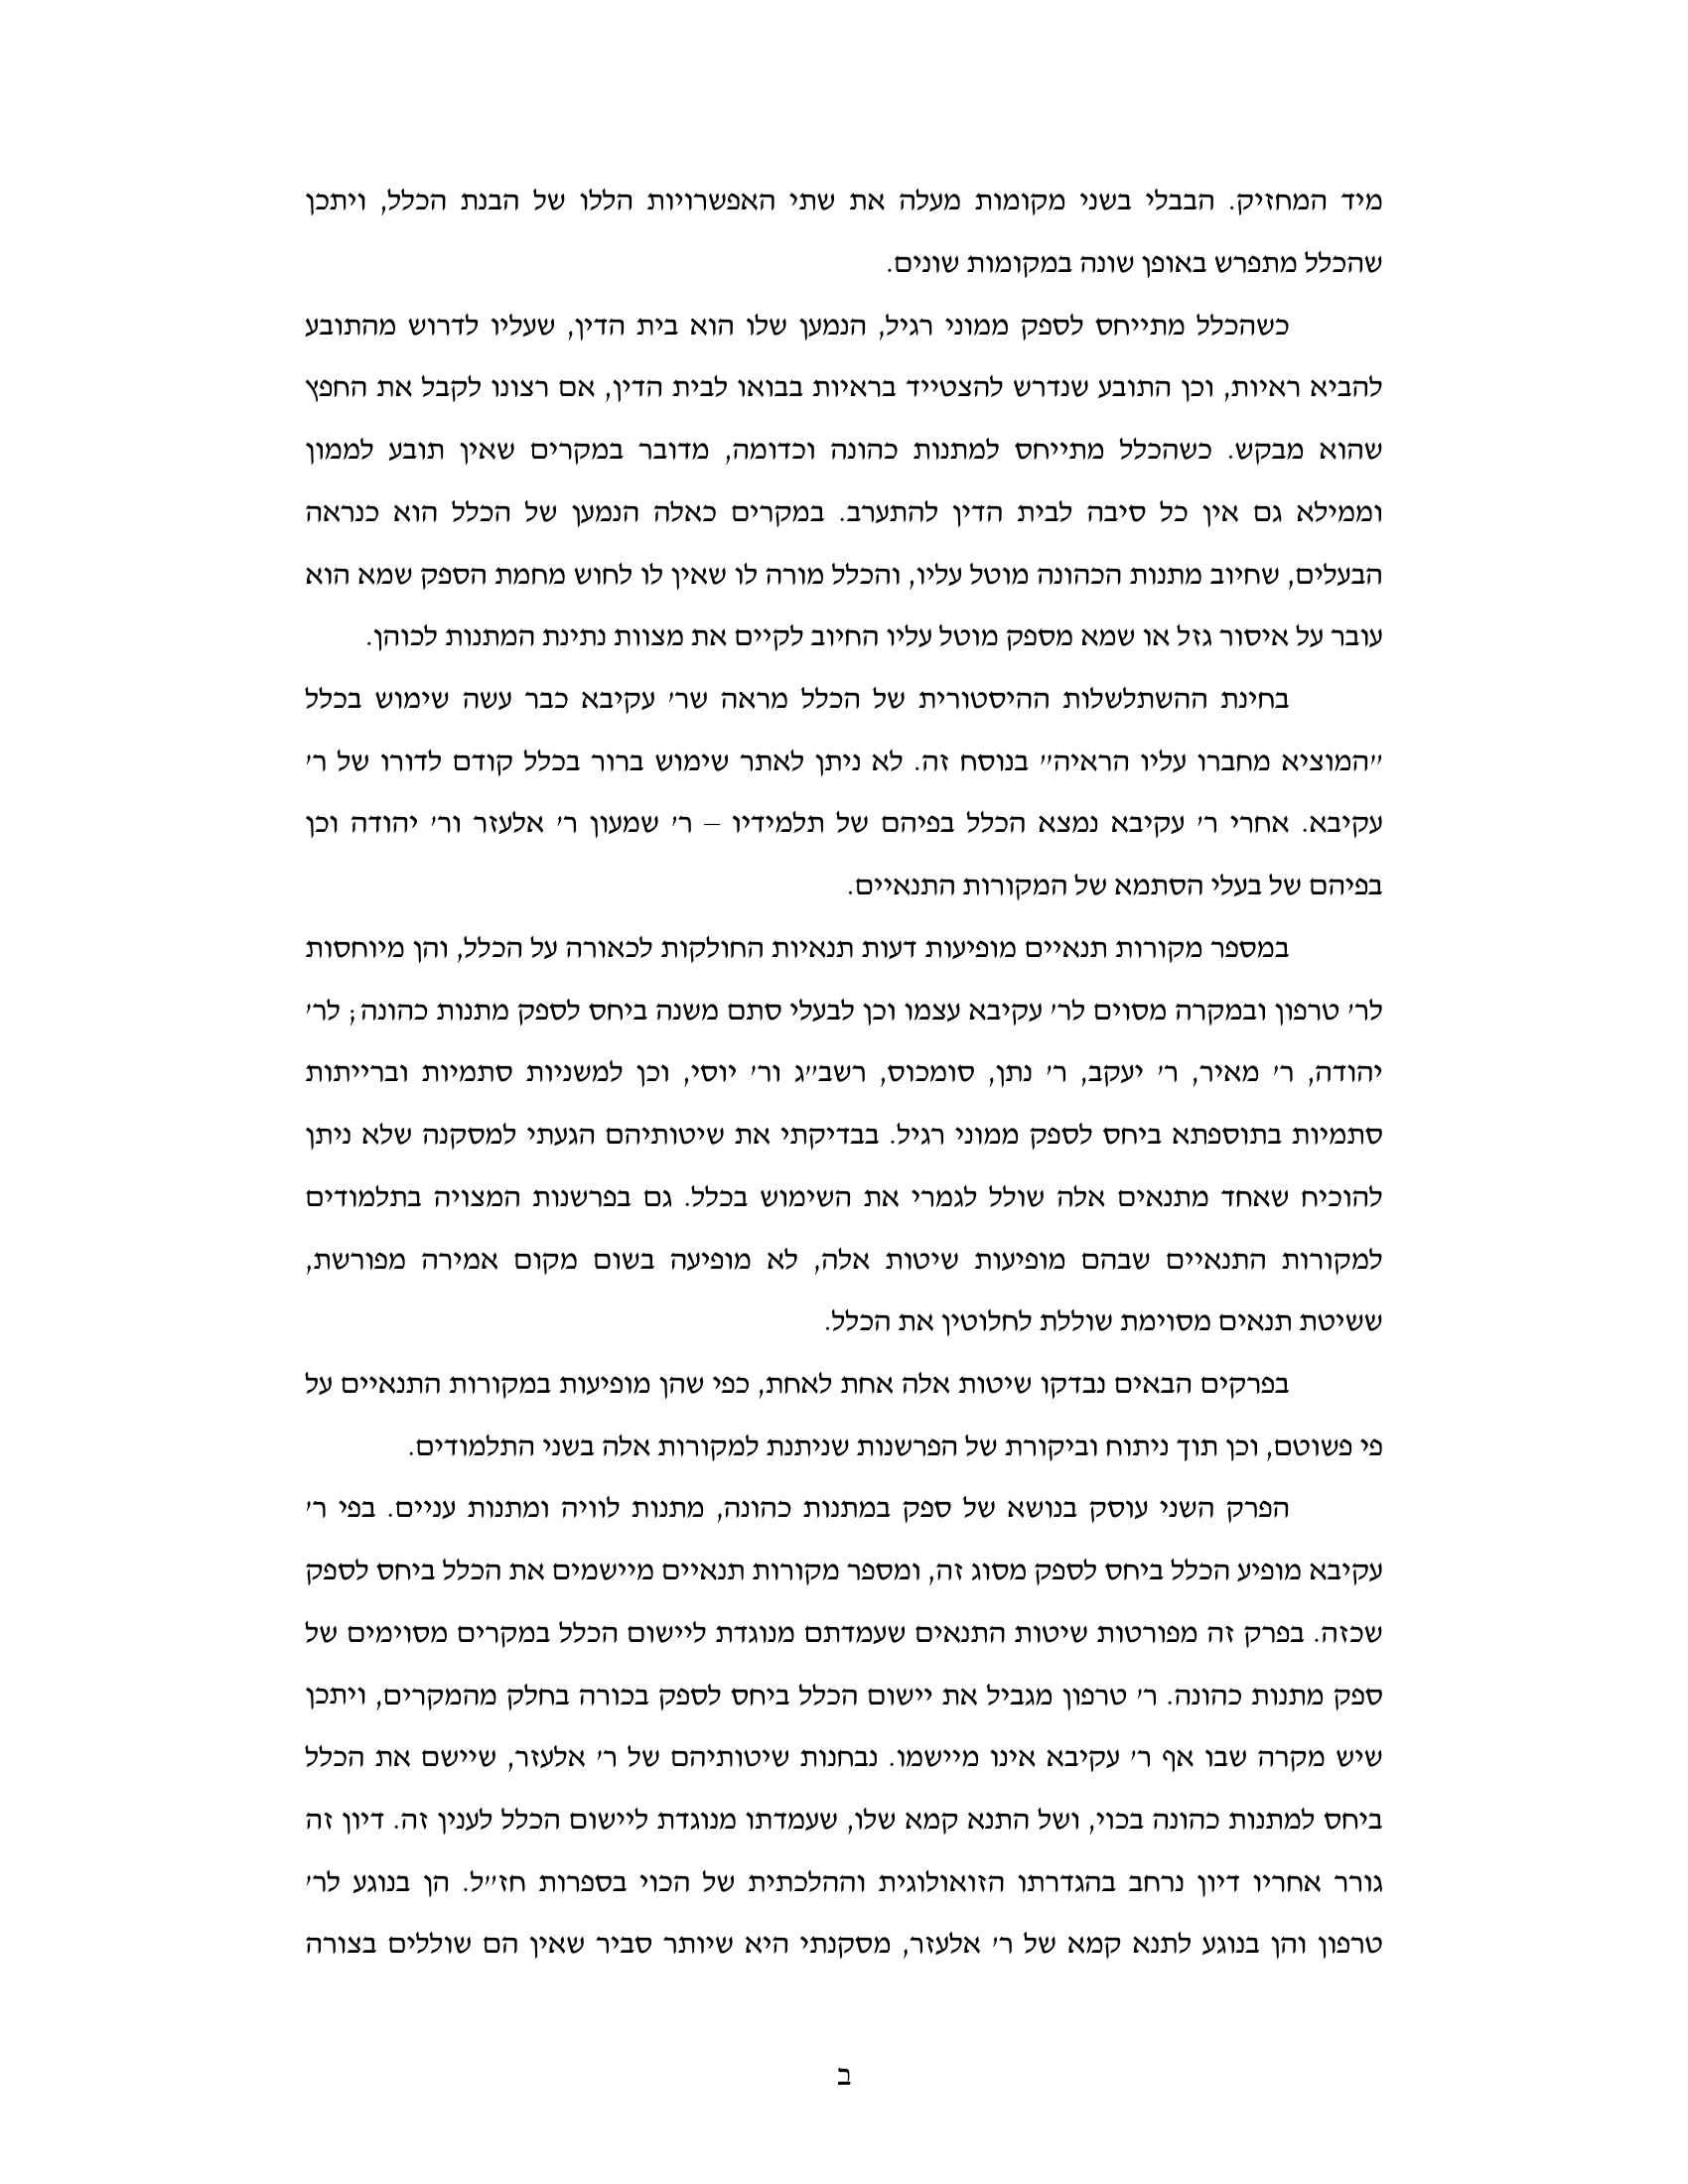 מיד המחזיק. הבבלי בשני מקומות מעלה את שתי האפשרויות הללו של הבנת הכלל, ויתכן
שהכלל מתפרש באופן שונה במקומות שונים.
כשהכלל מתייחס לספק ממוני רגיל, הנמען שלו הוא בית הדין, שעליו לדרוש מהתובע
להביא ראיות, וכן התובע שנדרש להצטייד בראיות בבואו לבית הדין, אם רצונו לקבל את החפץ
שהוא מבקש. כשהכלל מתייחס למתנות כהונה וכדומה, מדובר במקרים שאין תובע לממון
וממילא גם אין כל סיבה לבית הדין להתערב. במקרים כאלה הנמען של הכלל הוא כנראה
הבעלים, שחיוב מתנות הכהונה מוטל עליו, והכלל מורה לו שאין לו לחוש מחמת הספק שמא הוא
עובר על איסור גזל או שמא מספק מוטל עליו החיוב לקיים את מצוות נתינת המתנות לכוהן.
בחינת ההשתלשלות ההיסטורית של הכלל מראה שר׳ עקיבא כבר עשה שימוש בכלל
״המוציא מחברו עליו הראיה״ בנוסח זה. לא ניתן לאתר שימוש ברור בכלל קודם לדורו של ר׳
עקיבא. אחרי ר׳ עקיבא נמצא הכלל בפיהם של תלמידיו – ר׳ שמעון ר׳ אלעזר ור׳ יהודה וכן
בפיהם של בעלי הסתמא של המקורות התנאיים.
במספר מקורות תנאיים מופיעות דעות תנאיות החולקות לכאורה על הכלל, והן מיוחסות
לר׳ טרפון ובמקרה מסוים לר׳ עקיבא עצמו וכן לבעלי סתם משנה ביחס לספק מתנות כהונה; לר׳
יהודה, ר׳ מאיר, ר׳ יעקב, ר׳ נתן, סומכוס, רשב״ג ור׳ יוסי, וכן למשניות סתמיות וברייתות
סתמיות בתוספתא ביחס לספק ממוני רגיל. בבדיקתי את שיטותיהם הגעתי למסקנה שלא ניתן
להוכיח שאחד מתנאים אלה שולל לגמרי את השימוש בכלל. גם בפרשנות המצויה בתלמודים
למקורות התנאיים שבהם מופיעות שיטות אלה, לא מופיעה בשום מקום אמירה מפורשת,
ששיטת תנאים מסוימת שוללת לחלוטין את הכלל.
בפרקים הבאים נבדקו שיטות אלה אחת לאחת, כפי שהן מופיעות במקורות התנאיים על
פי פשוטם, וכן תוך ניתוח וביקורת של הפרשנות שניתנת למקורות אלה בשני התלמודים.
הפרק השני עוסק בנושא של ספק במתנות כהונה, מתנות לוויה ומתנות עניים. בפי ר׳
עקיבא מופיע הכלל ביחס לספק מסוג זה, ומספר מקורות תנאיים מיישמים את הכלל ביחס לספק
שכזה. בפרק זה מפורטות שיטות התנאים שעמדתם מנוגדת ליישום הכלל במקרים מסוימים של
ספק מתנות כהונה. ר׳ טרפון מגביל את יישום הכלל ביחס לספק בכורה בחלק מהמקרים, ויתכן
שיש מקרה שבו אף ר׳ עקיבא אינו מיישמו. נבחנות שיטותיהם של ר׳ אלעזר, שיישם את הכלל
ביחס למתנות כהונה בכוי, ושל התנא קמא שלו, שעמדתו מנוגדת ליישום הכלל לענין זה. דיון זה
גורר אחריו דיון נרחב בהגדרתו הזואולוגית וההלכתית של הכוי בספרות חז״ל. הן בנוגע לר׳
טרפון והן בנוגע לתנא קמא של ר׳ אלעזר, מסקנתי היא שיותר סביר שאין הם שוללים בצורה
ב